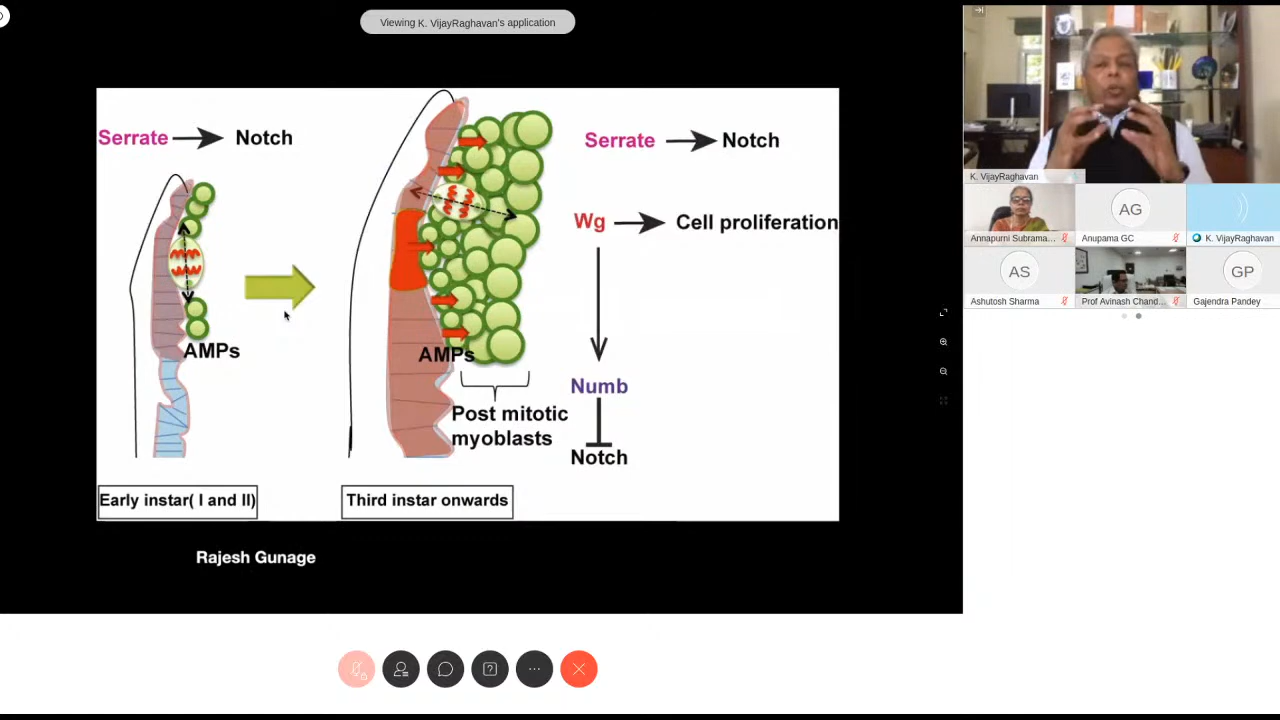 Viewing K. VijayRaghavan's application
Serrate → Notch
AMPs
Early instar( I and II)
Serrate → Notch
Wg → Cell proliferation
AMPs
Post mitotic
myoblasts
Numb
Notch
Third instar onwards
Rajesh Gunage
K. VijayRaghavan
Annapurni Subrama...
AG
Anupama GC
K. VijayRaghavan
AS
Ashutosh Sharma
Prof Avinash Chand...
GP
Gajendra Pandey